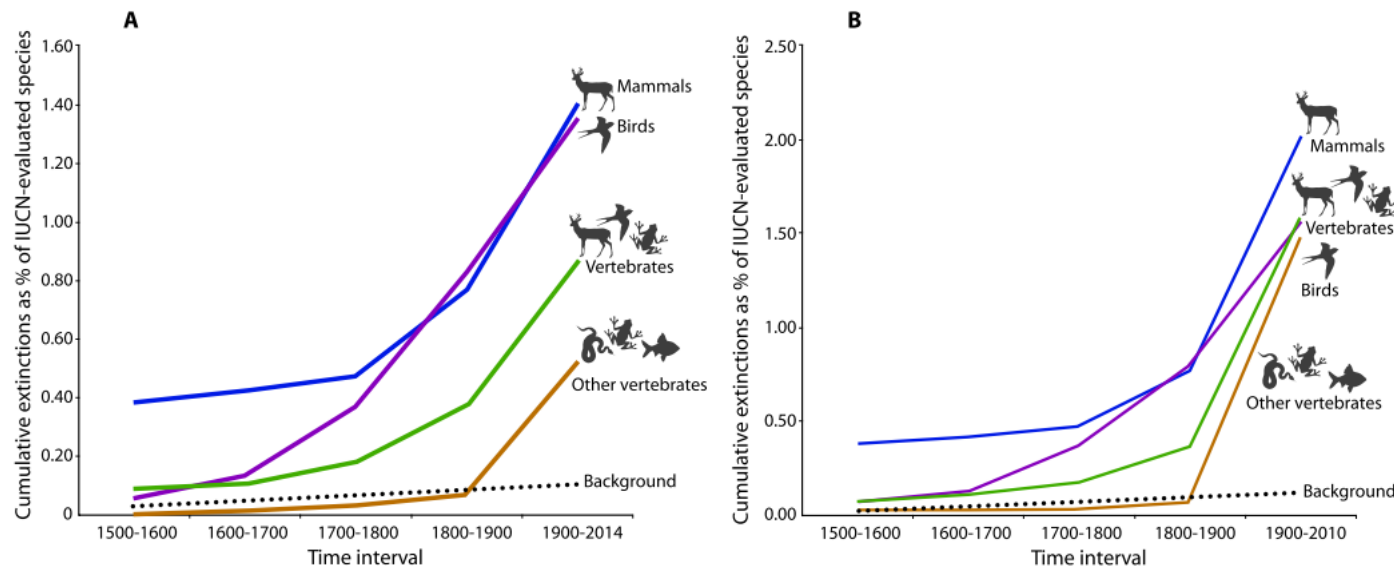 A
Cumulative extinctions as % of IUCN-evaluated species
1.60
1.40
1.20
1.00
0.80
0.60
0.40
0.20
0
Mammals
Birds
Vertebrates
Other vertebrates
Background
1500-1600
1600-1700
1700-1800
1800-1900
1900-2014
Time interval
B
Cumulative extinctions as % of IUCN-evaluated species
2.50
2.00
1.50
1.00
0.50
0.00
Mammals
Vertebrates
Birds
Other vertebrates
Background
1500-1600
1600-1700
1700-1800
1800-1900
1900-2010
Time interval